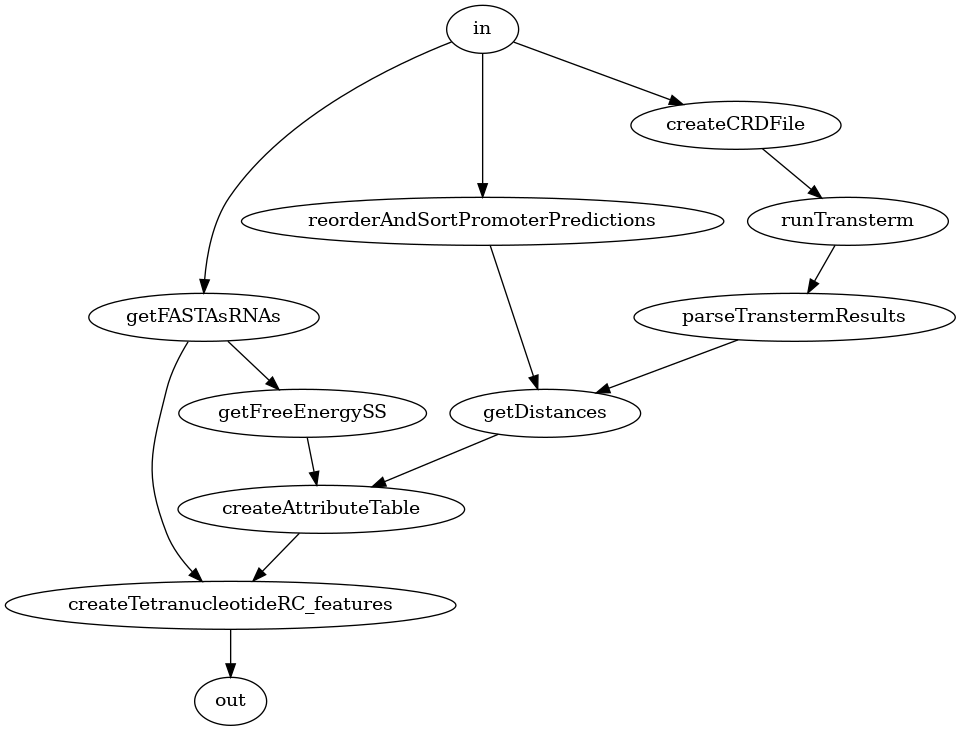 in
createCRDFile
reorderAndSortPromoterPredictions
runTransterm
getFASTAsRNAs
parseTranstermResults
getFreeEnergySS
getDistances
createAttributeTable
createTetranucleotideRC_features
out